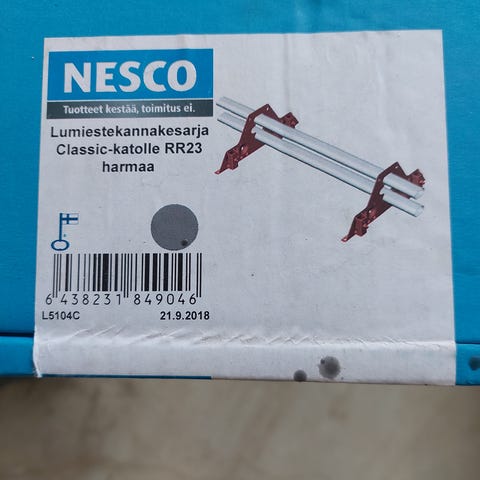 NESCO
Tuotteet kestää, toimitus ei.
Lumiestekannakesarja
Classic-katolle RR23
harmaa
6 438231 849046
L5104C 21.9.2018